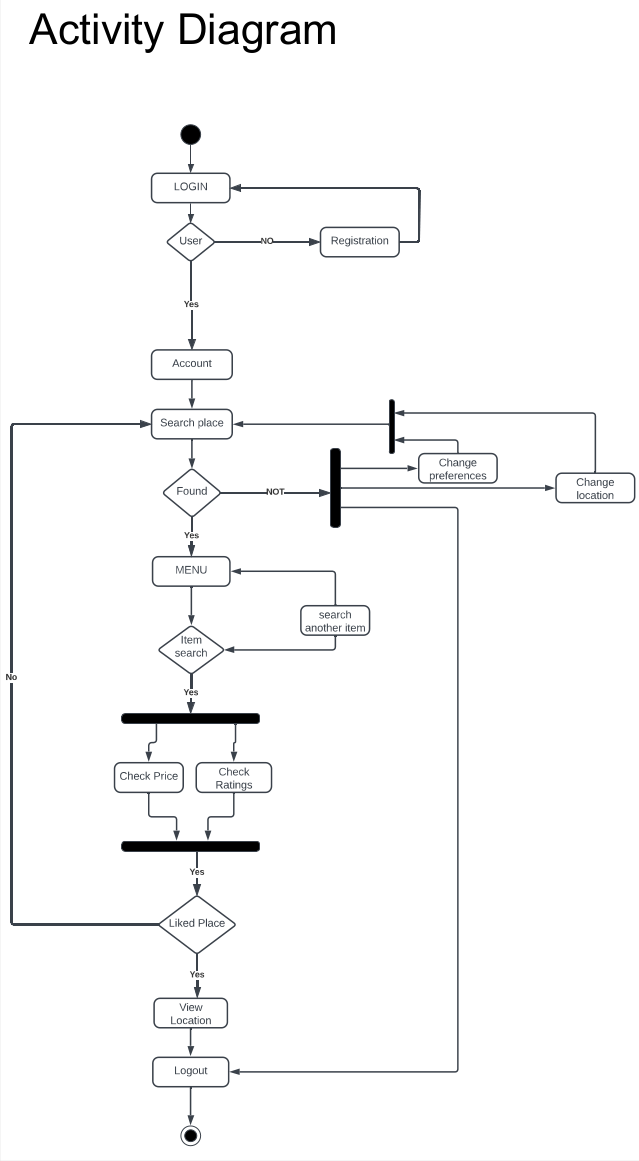 Activity Diagram
LOGIN
User
NO
Registration
Yes
Account
Search place
Change
preferences
Change
location
Found
NOT
Yes
MENU
search
another item
Item
search
No
Yes
Check Price
Check
Ratings
Yes
Liked Place
Yes
View
Location
Logout